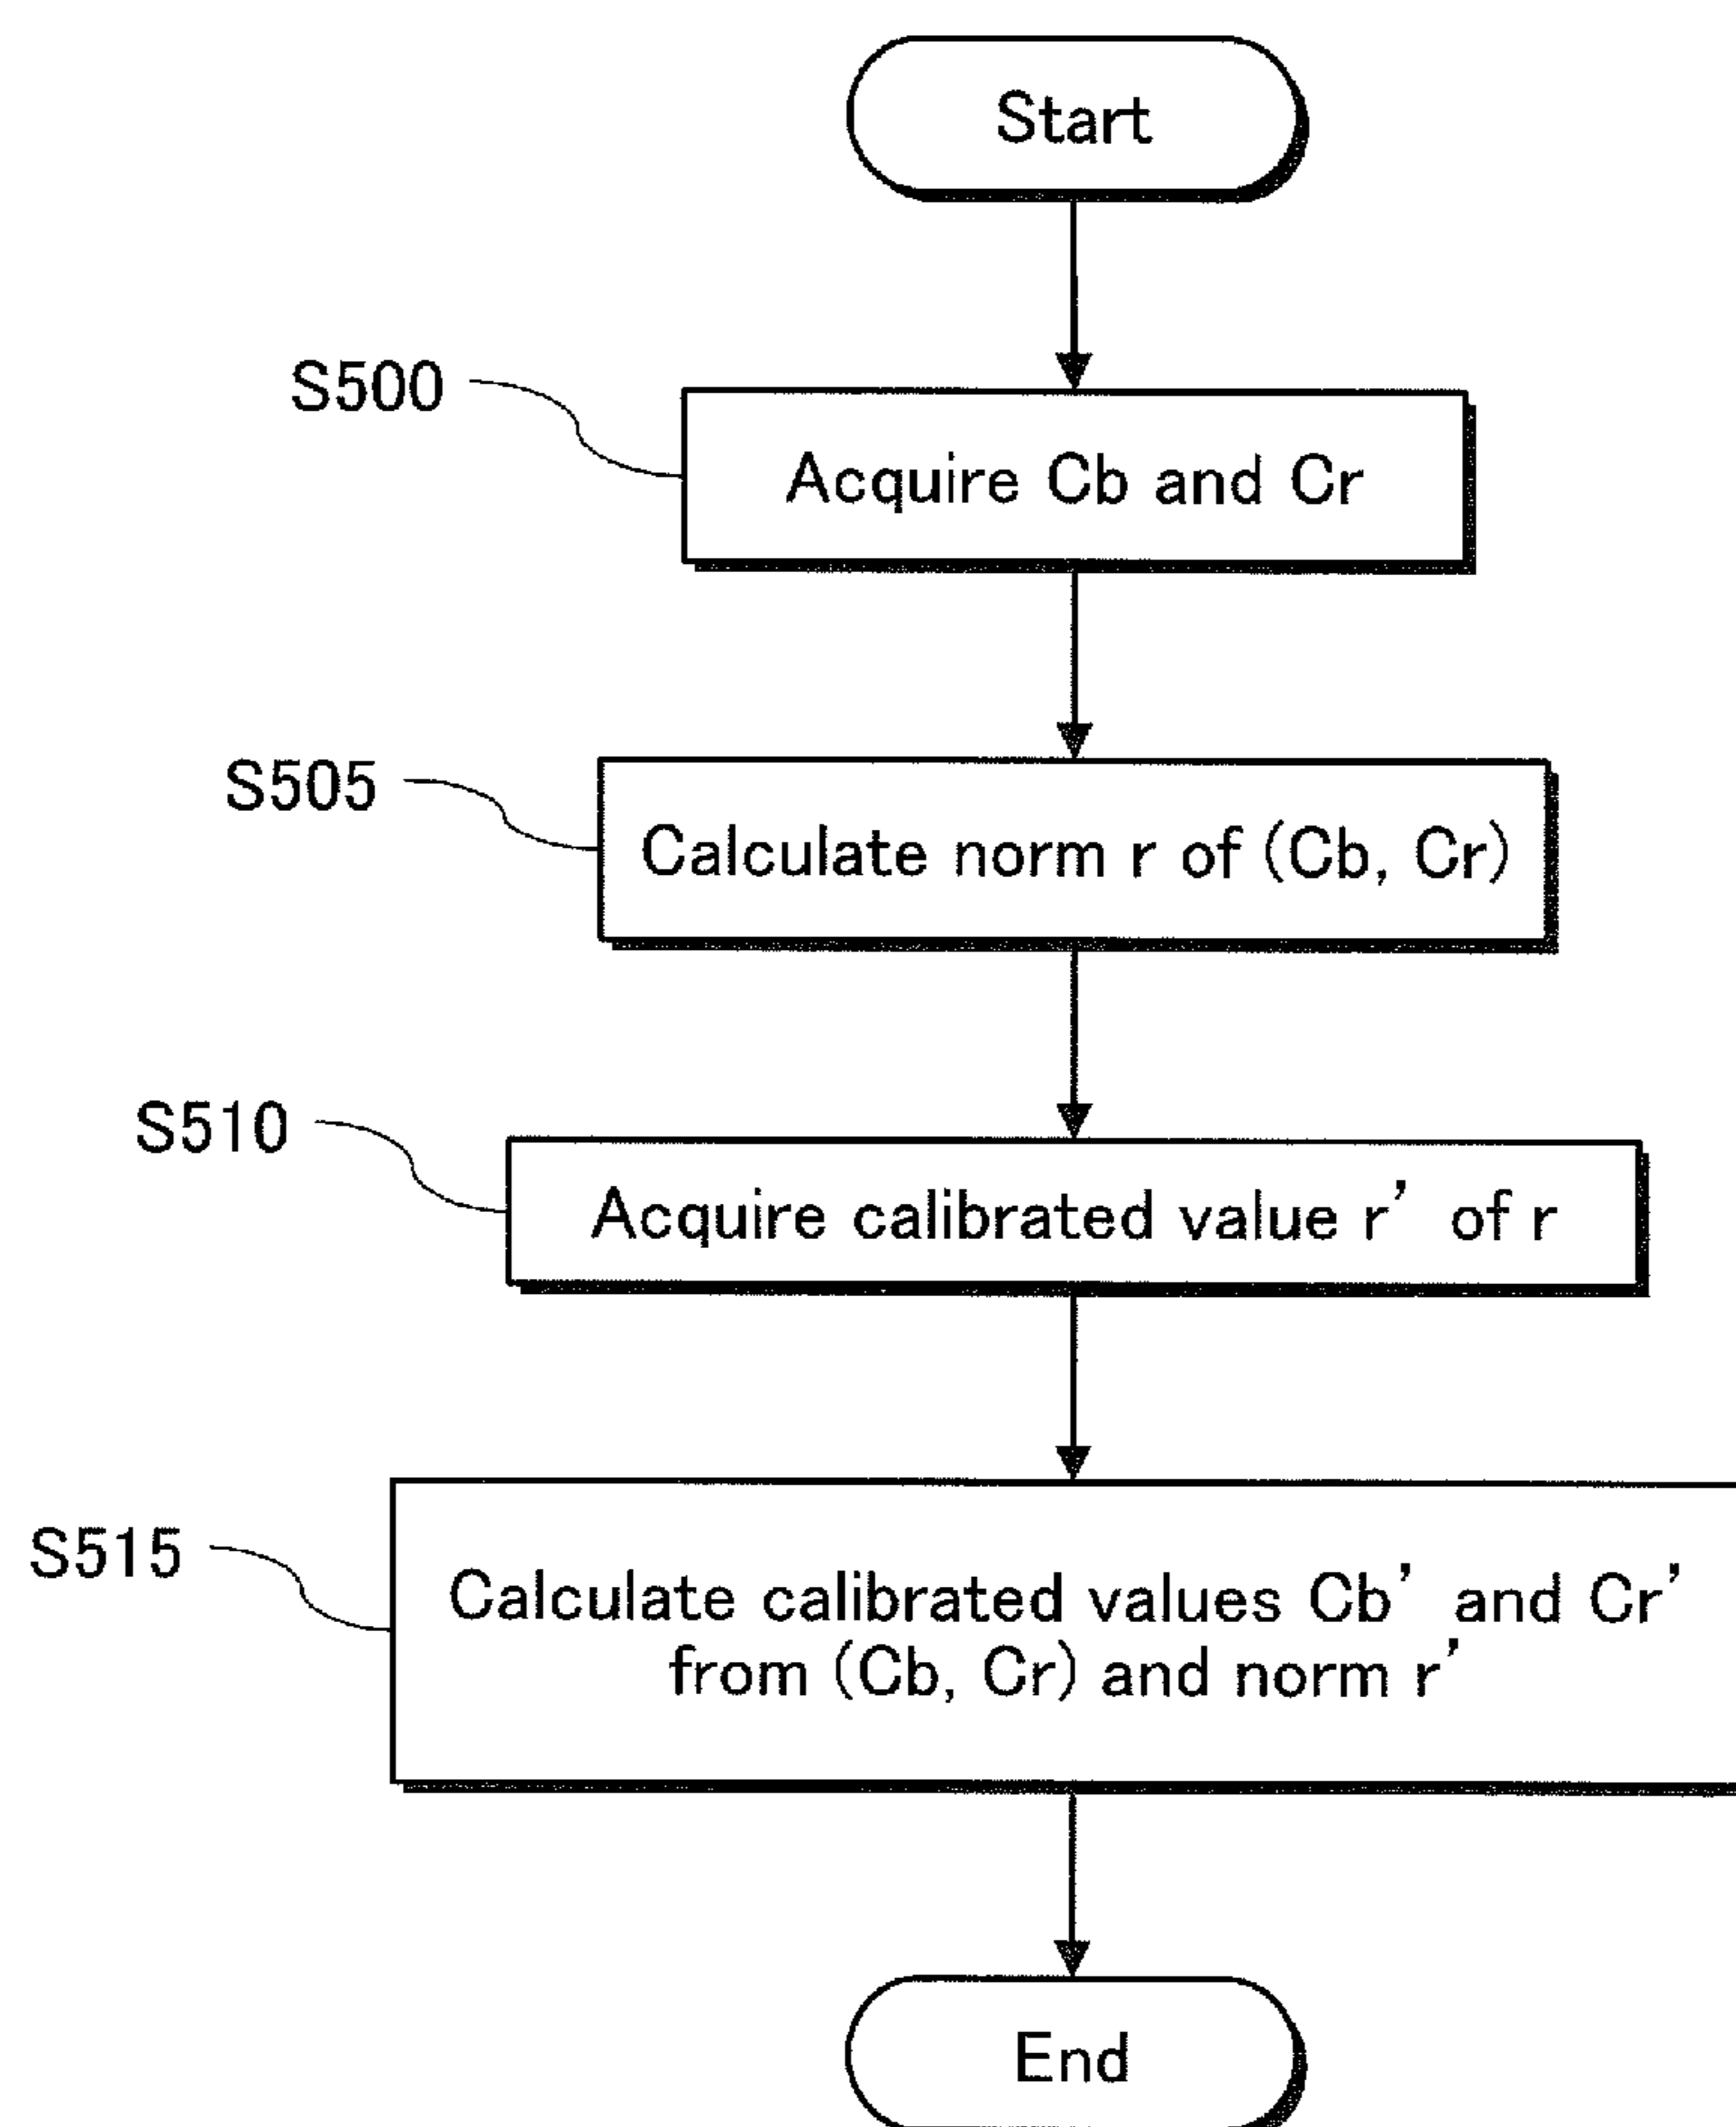 Start
S500
Acquire Cb and Cr
S505
Calculate norm r of (Cb, Cr)
S510
Acquire calibrated value r' of r
S515
Calculate calibrated values Cb' and Cr'
from (Cb, Cr) and norm r'
End